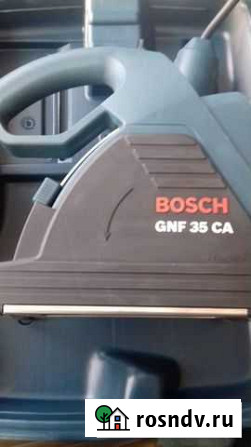 BOSCH
GNF 35 CA
rosndv.ru